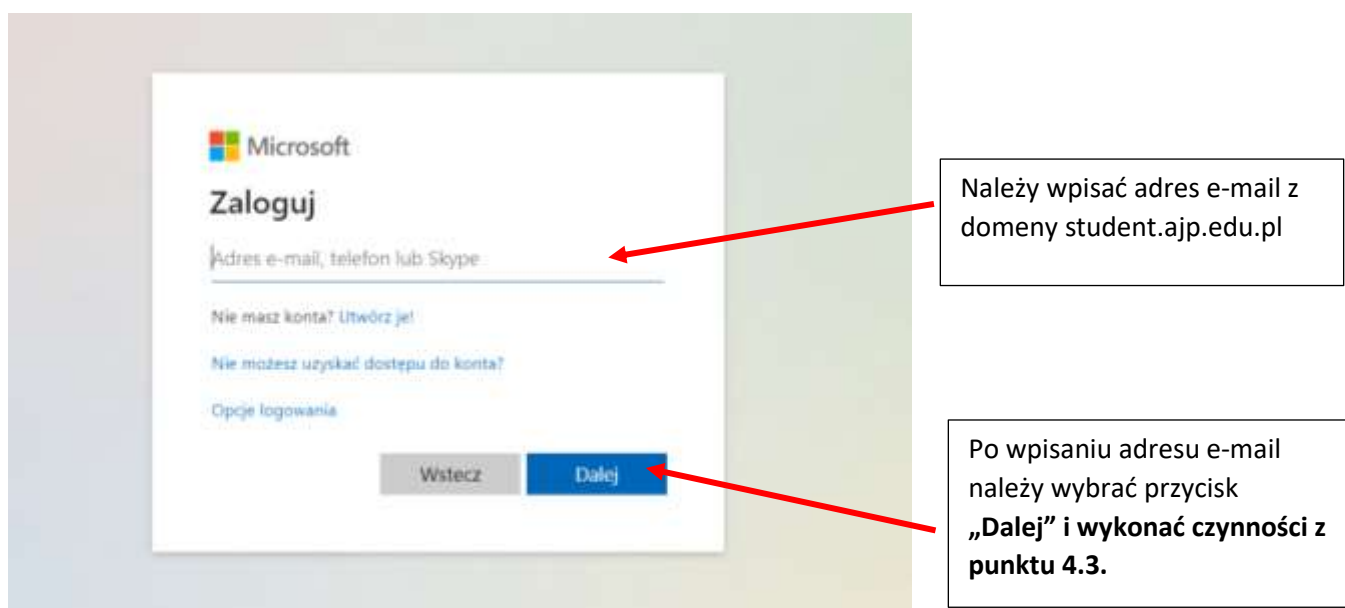 Microsoft
Zaloguj
Adres e-mail, telefon lub Skype
Nie masz konta? Utwórz je!
Nie możesz uzyskać dostępu do konta?
Opcje logowania
Wstecz
Dalej
Należy wpisać adres e-mail z
domeny student.ajp.edu.pl
Po wpisaniu adresu e-mail
należy wybrać przycisk
„Dalej” i wykonać czynności z
punktu 4.3.